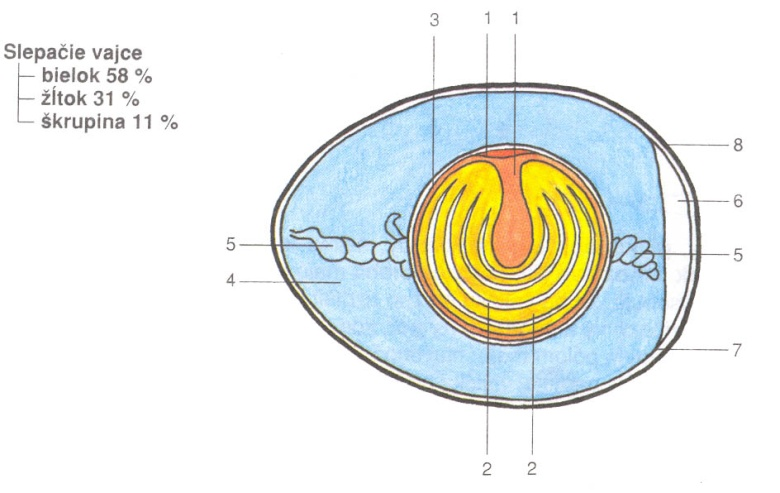 Slepačie vajce
bielok 58 %
žĺtok 31 %
škrupina 11 %
3 1 1
8
6
5
5
4
7
2 2